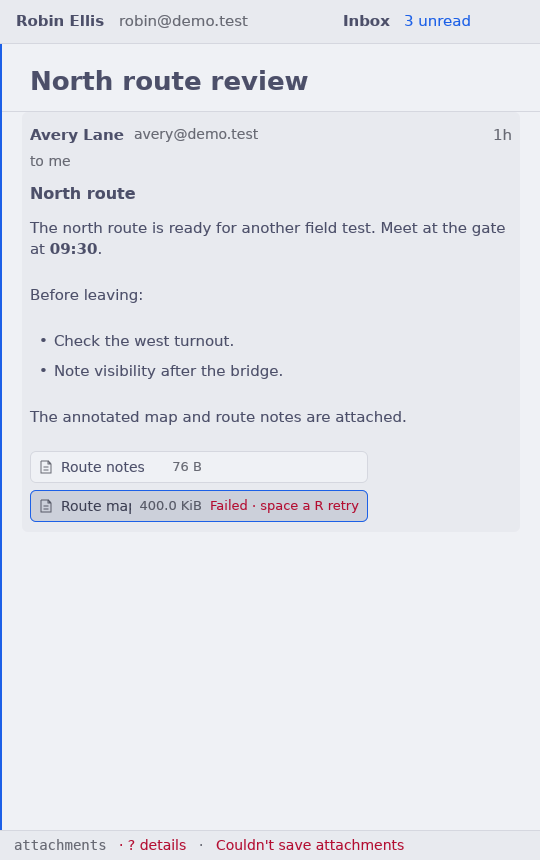 Robin Ellis robin@demo.test Inbox 3 unread
North route review
Avery Lane avery@demo.test 1h
to me
North route
The north route is ready for another field test. Meet at the gate
at 09:30.
Before leaving:
• Check the west turnout.
• Note visibility after the bridge.
The annotated map and route notes are attached.
Route notes 76 B
Route map 400.0 KiB Failed · space a R retry
attachments · ? details · Couldn't save attachments